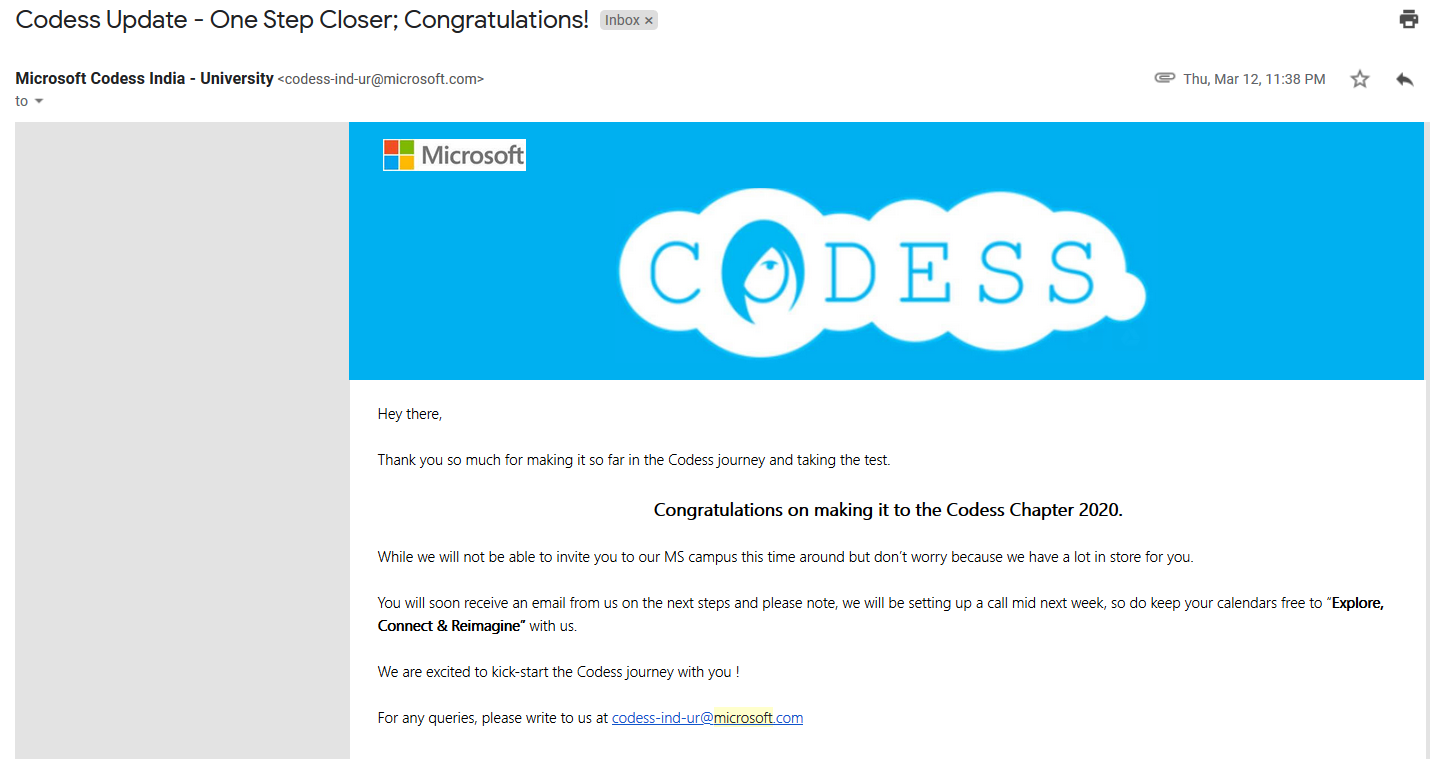 Codess Update - One Step Closer; Congratulations! Inbox ×
Microsoft Codess India - University <codess-ind-ur@microsoft.com> Thu, Mar 12, 11:38 PM
to
Microsoft
CODESS
Hey there,
Thank you so much for making it so far in the Codess journey and taking the test.
Congratulations on making it to the Codess Chapter 2020.
While we will not be able to invite you to our MS campus this time around but don’t worry because we have a lot in store for you.
You will soon receive an email from us on the next steps and please note, we will be setting up a call mid next week, so do keep your calendars free to “Explore,
Connect & Reimagine” with us.
We are excited to kick-start the Codess journey with you !
For any queries, please write to us at codess-ind-ur@microsoft.com